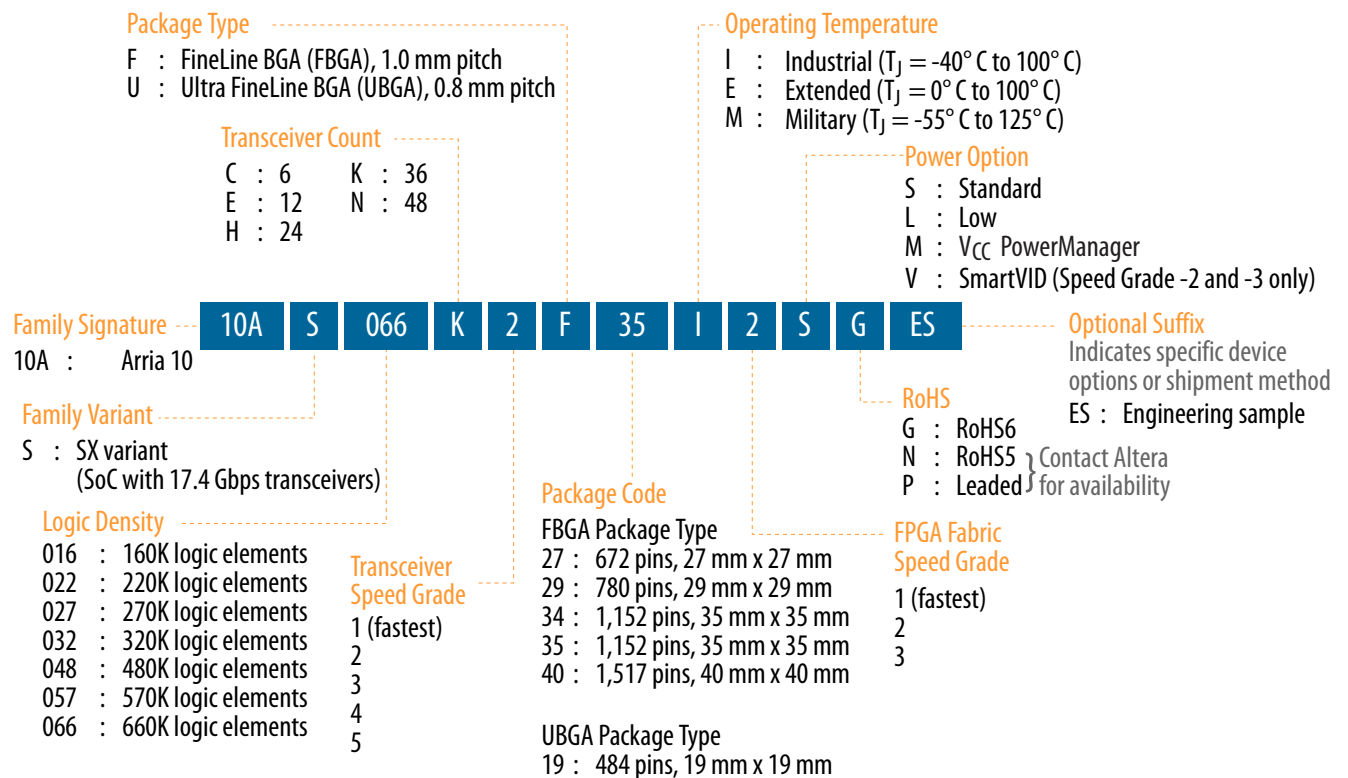 Package Type
F : FineLine BGA (FBGA), 1.0 mm pitch
U : Ultra FineLine BGA (UBGA), 0.8 mm pitch
Operating Temperature
I : Industrial (TJ = -40° C to 100° C)
E : Extended (TJ = 0° C to 100° C)
M : Military (TJ = -55° C to 125° C)
Transceiver Count
C : 6 K : 36
E : 12 N : 48
H : 24
Power Option
S : Standard
L : Low
M : VCC PowerManager
V : SmartVID (Speed Grade -2 and -3 only)
Family Signature
10A : Arria 10
10A S 066 K 2 F 35 I 2 S G ES
Optional Suffix
Indicates specific device
options or shipment method
ES : Engineering sample
Family Variant
S : SX variant
(SoC with 17.4 Gbps transceivers)
RoHS
G : RoHS6
N : RoHS5
P : Leaded
} Contact Altera
for availability
Logic Density
016 : 160K logic elements
022 : 220K logic elements
027 : 270K logic elements
032 : 320K logic elements
048 : 480K logic elements
057 : 570K logic elements
066 : 660K logic elements
Transceiver
Speed Grade
1 (fastest)
2
3
4
5
Package Code
FBGA Package Type
27 : 672 pins, 27 mm x 27 mm
29 : 780 pins, 29 mm x 29 mm
34 : 1,152 pins, 35 mm x 35 mm
35 : 1,152 pins, 35 mm x 35 mm
40 : 1,517 pins, 40 mm x 40 mm
UBGA Package Type
19 : 484 pins, 19 mm x 19 mm
FPGA Fabric
Speed Grade
1 (fastest)
2
3